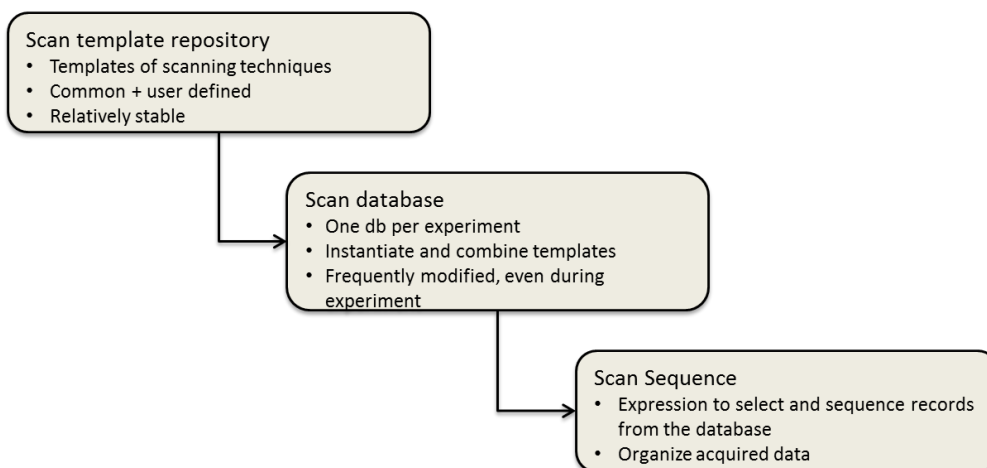 Scan template repository
• Templates of scanning techniques
• Common + user defined
• Relatively stable
Scan database
• One db per experiment
• Instantiate and combine templates
• Frequently modified, even during
experiment
Scan Sequence
• Expression to select and sequence records
from the database
• Organize acquired data